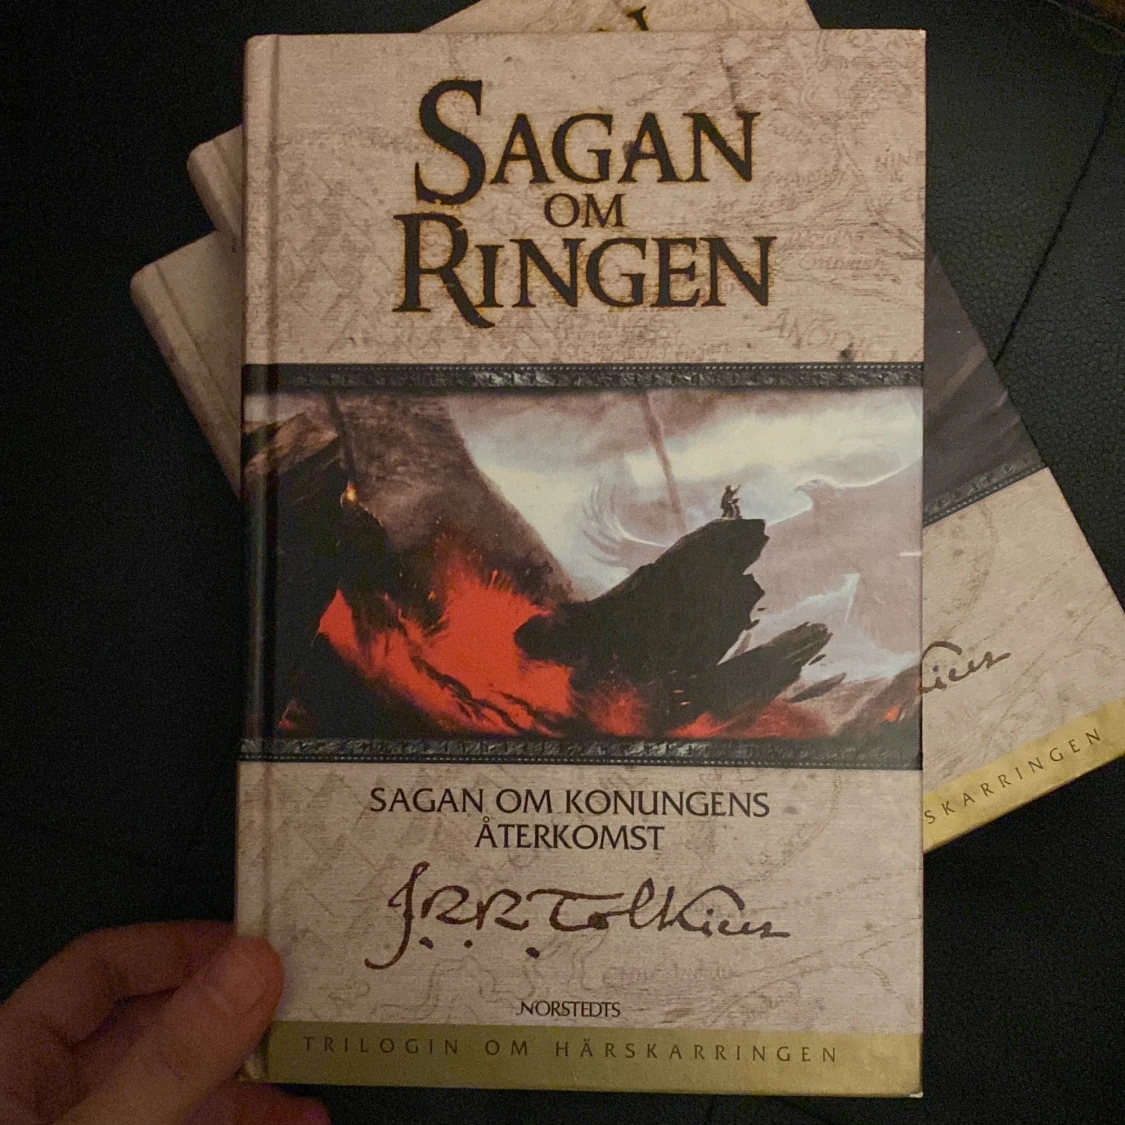 SAGAN
OM
RINGEN
SAGAN OM KONUNGENS
ÅTERKOMST
J.R.R. Tolkien
NORSTEDTS
TRILOGIN OM HÄRSKARRINGEN
SKARRINGEN